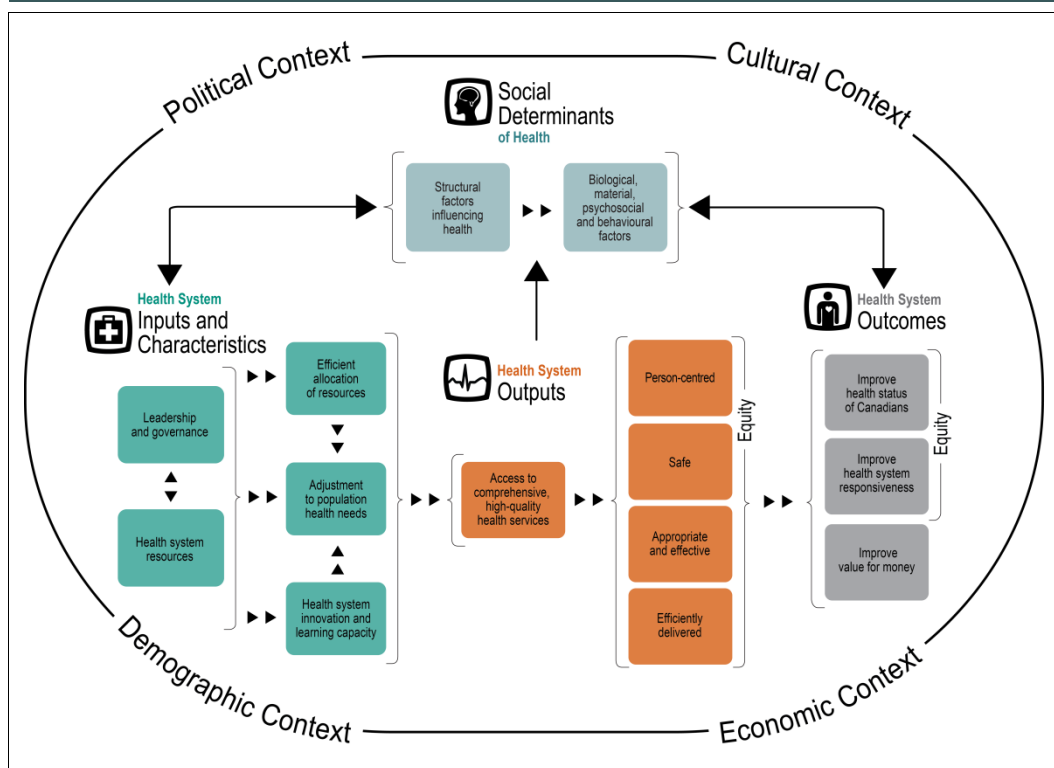 Political Context
Cultural Context
Social
Determinants
of Health
Structural
factors
influencing
health
Biological,
material,
psychosocial
and behavioural
factors
Health System
Inputs and
Characteristics
Leadership
and governance
Health system
resources
Efficient
allocation
of resources
Adjustment
to population
health needs
Health system
innovation and
learning capacity
Health System
Outputs
Access to
comprehensive,
high-quality
health services
Person-centred
Safe
Appropriate
and effective
Efficiently
delivered
Equity
Health System
Outcomes
Improve
health status
of Canadians
Improve
health system
responsiveness
Improve
value for money
Equity
Demographic Context
Economic Context